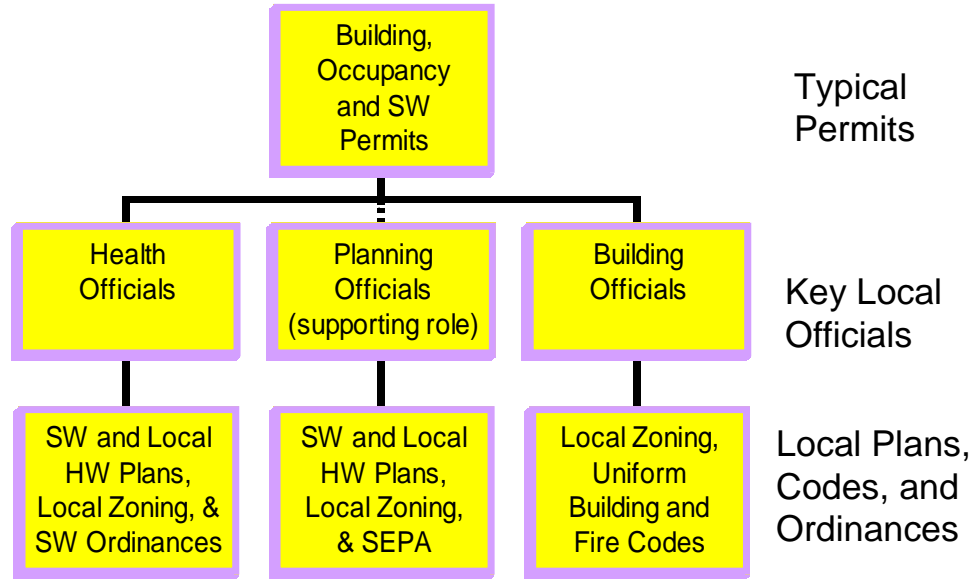 Building,
Occupancy
and SW
Permits
Typical
Permits
Health
Officials
Planning
Officials
(supporting role)
Building
Officials
Key Local
Officials
SW and Local
HW Plans,
Local Zoning, &
SW Ordinances
SW and Local
HW Plans,
Local Zoning,
& SEPA
Local Zoning,
Uniform
Building and
Fire Codes
Local Plans,
Codes, and
Ordinances